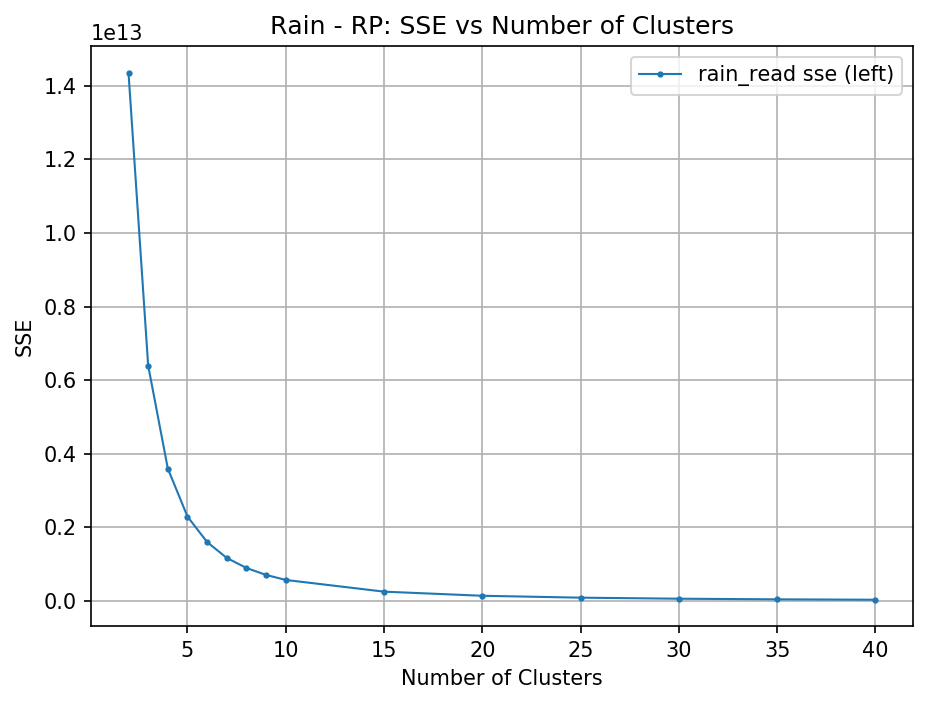 Rain - RP: SSE vs Number of Clusters
1e13
rain_read sse (left)
1.4
1.2
1.0
0.8
0.6
0.4
0.2
0.0
SSE
5 10 15 20 25 30 35 40
Number of Clusters